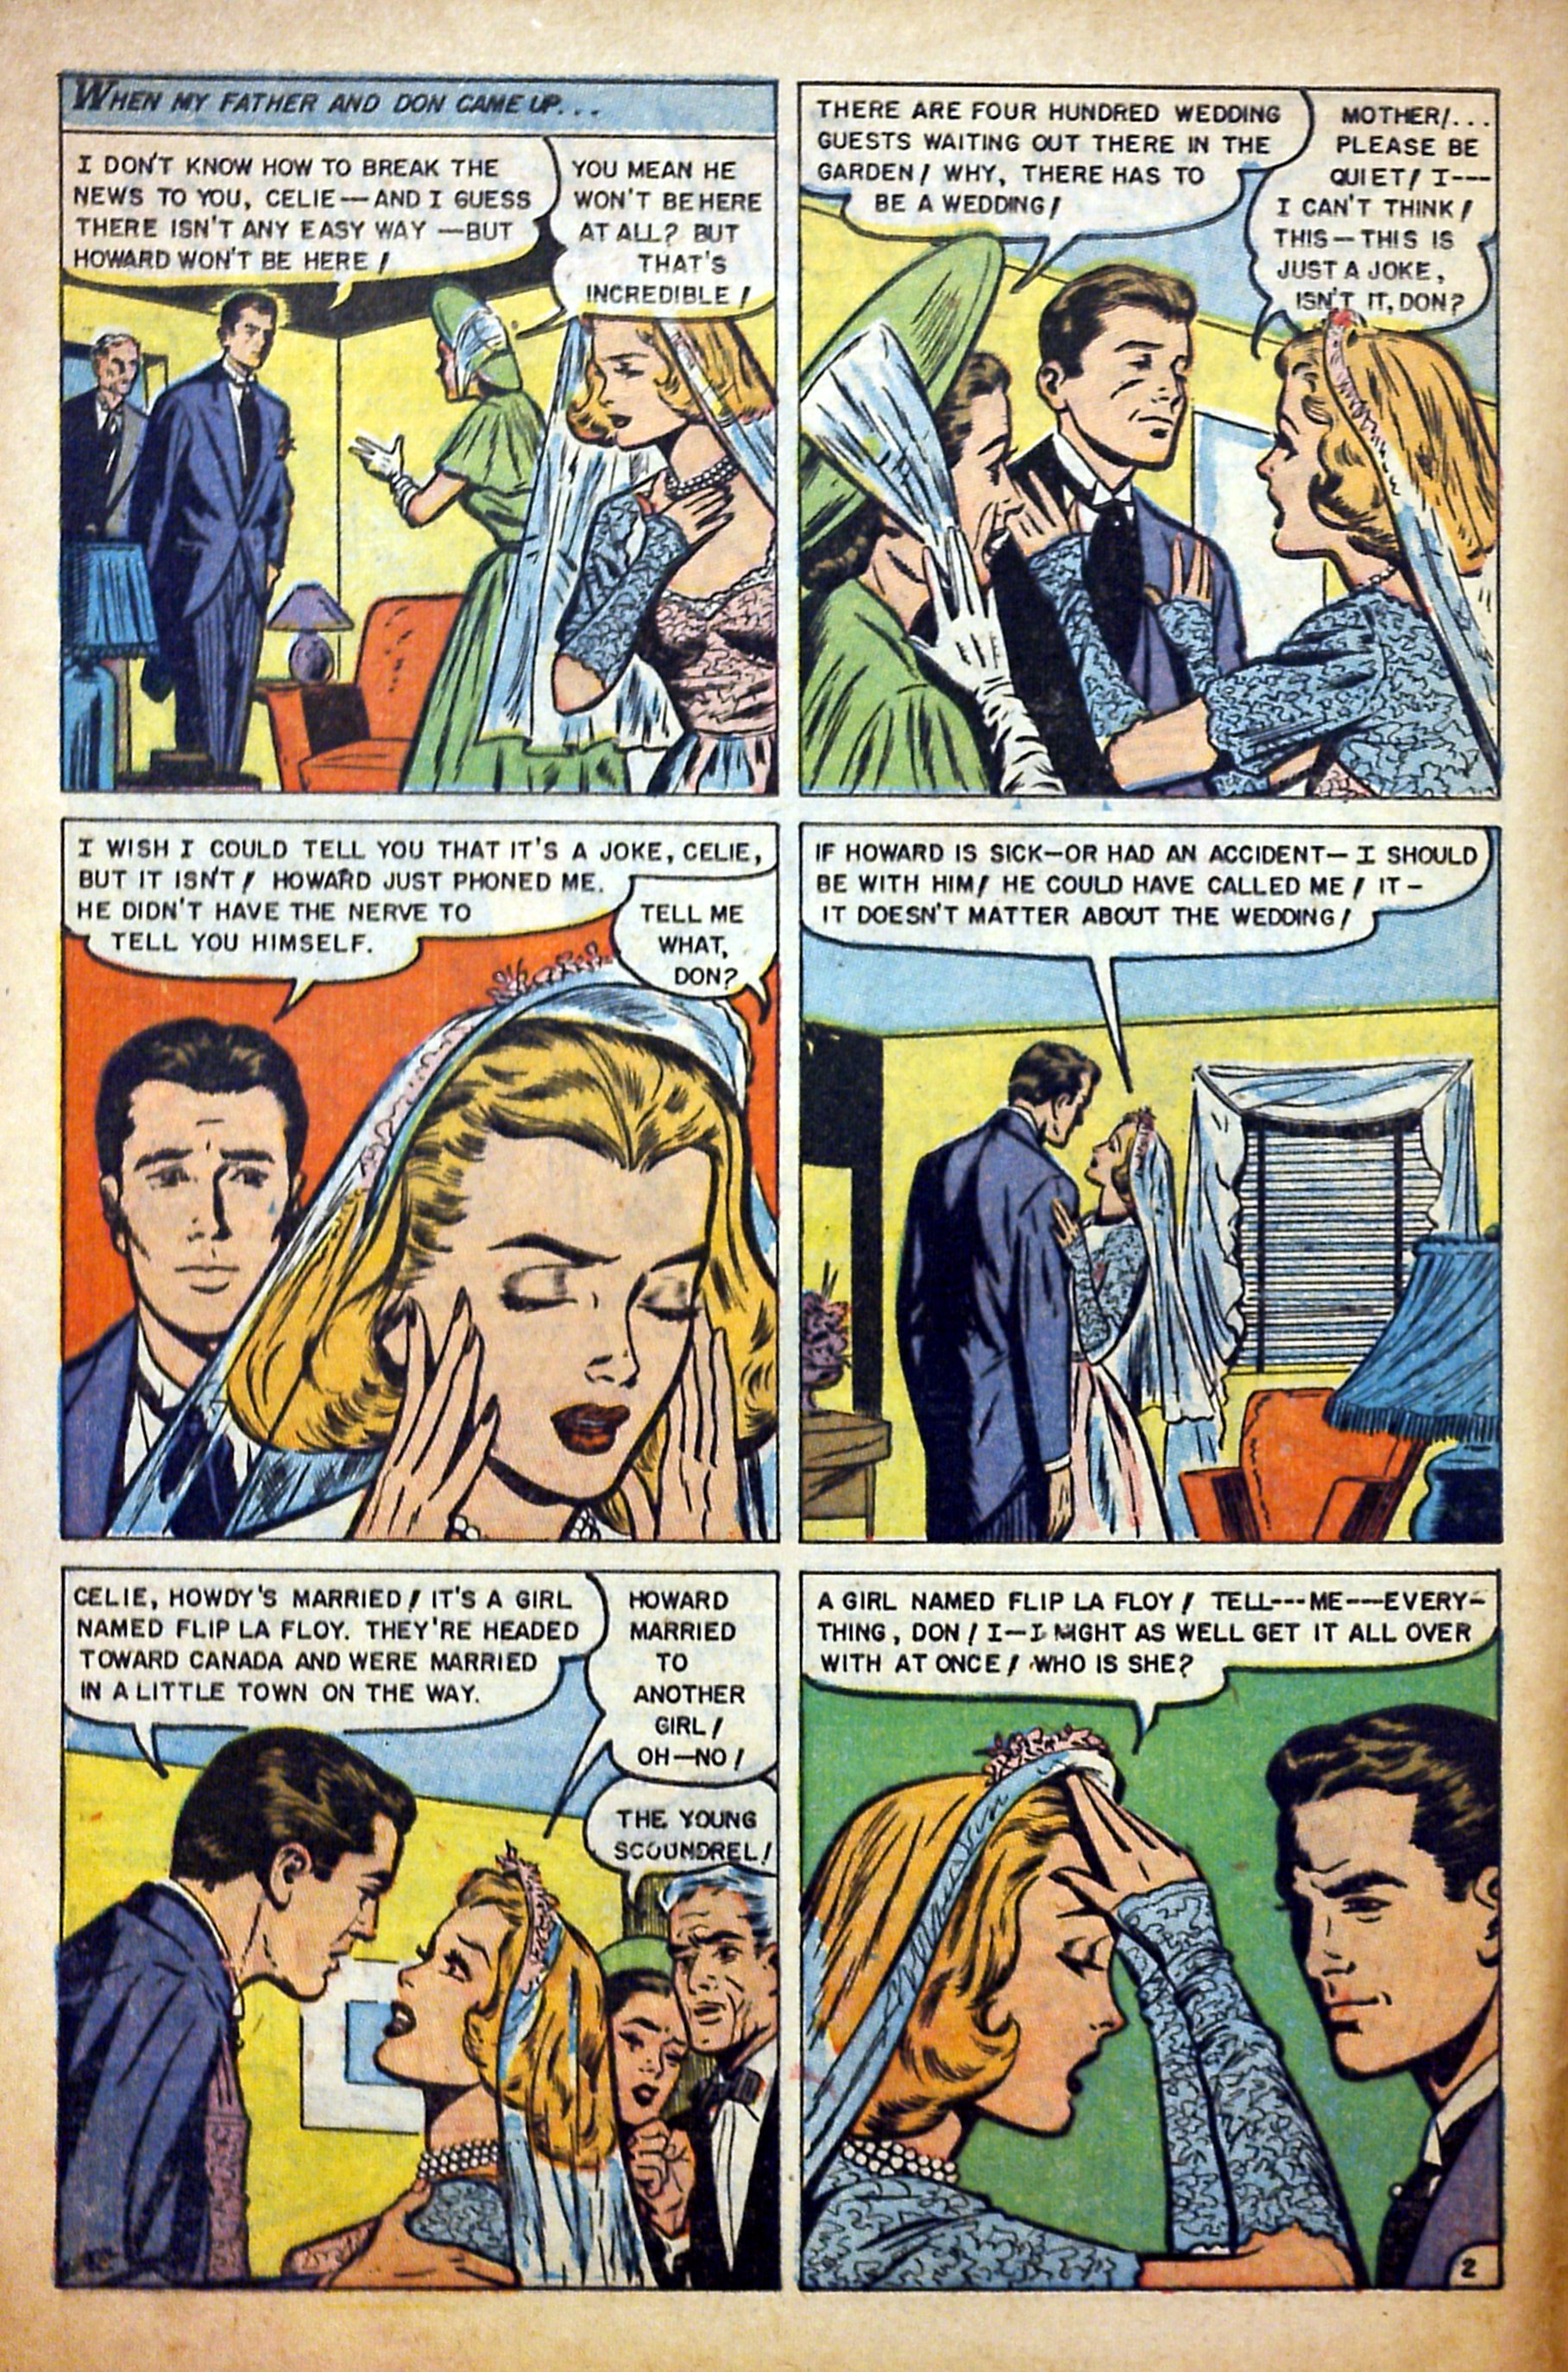 WHEN MY FATHER AND DON CAME UP...
I DON'T KNOW HOW TO BREAK THE
NEWS TO YOU, CELIE—AND I GUESS
THERE ISN'T ANY EASY WAY—BUT
HOWARD WON'T BE HERE!
YOU MEAN HE
WON'T BE HERE
AT ALL? BUT
THAT'S
INCREDIBLE!
THERE ARE FOUR HUNDRED WEDDING
GUESTS WAITING OUT THERE IN THE
GARDEN! WHY, THERE HAS TO
BE A WEDDING!
MOTHER!...
PLEASE BE
QUIET! I---
I CAN'T THINK!
THIS—THIS IS
JUST A JOKE,
ISN'T IT, DON?
I WISH I COULD TELL YOU THAT IT'S A JOKE, CELIE,
BUT IT ISN'T! HOWARD JUST PHONED ME.
HE DIDN'T HAVE THE NERVE TO
TELL YOU HIMSELF.
TELL ME
WHAT,
DON?
IF HOWARD IS SICK—OR HAD AN ACCIDENT—I SHOULD
BE WITH HIM! HE COULD HAVE CALLED ME! IT—
IT DOESN'T MATTER ABOUT THE WEDDING!
CELIE, HOWDY'S MARRIED! IT'S A GIRL
NAMED FLIP LA FLOY. THEY'RE HEADED
TOWARD CANADA AND WERE MARRIED
IN A LITTLE TOWN ON THE WAY.
HOWARD
MARRIED
TO
ANOTHER
GIRL!
OH—NO!
THE YOUNG
SCOUNDREL!
A GIRL NAMED FLIP LA FLOY! TELL---ME---EVERY-
THING, DON! I—I MIGHT AS WELL GET IT ALL OVER
WITH AT ONCE! WHO IS SHE?
2